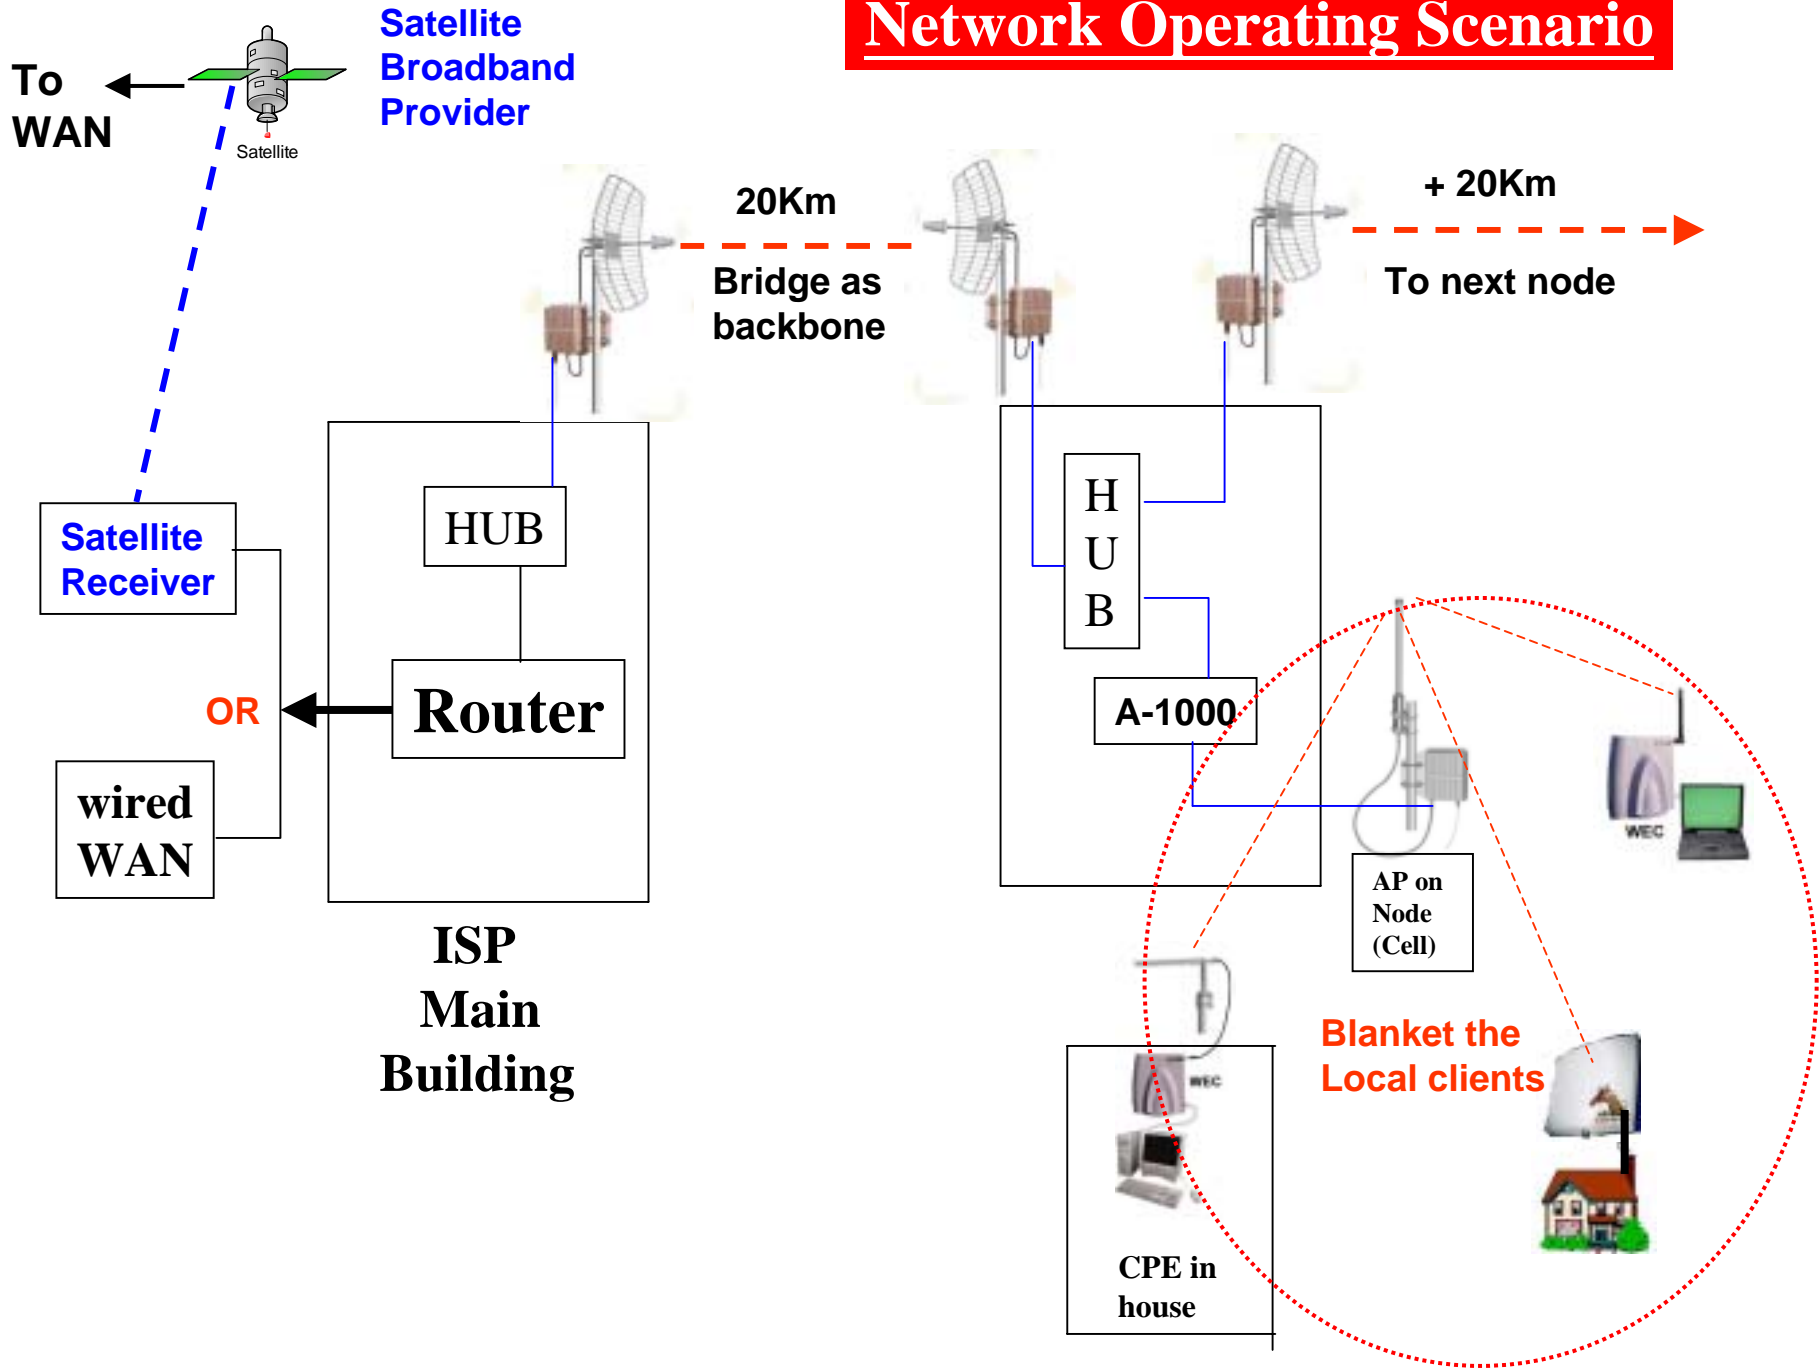 Network Operating Scenario
Satellite
Broadband
Provider
To
WAN
Satellite
20Km
Bridge as
backbone
+ 20Km
To next node
Satellite
Receiver
HUB
OR
Router
wired
WAN
ISP
Main
Building
H
U
B
A-1000
WEC
AP on
Node
(Cell)
Blanket the
Local clients
WEC
CPE in
house